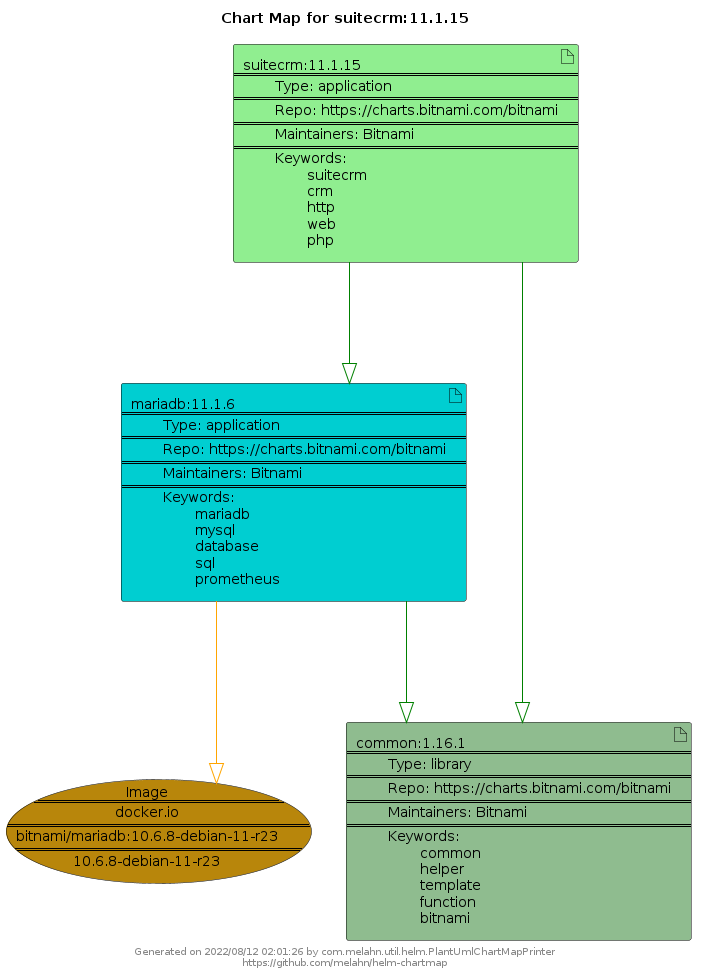 Chart Map for suitecrm:11.1.15
suitecrm:11.1.15
Type: application
Repo: https://charts.bitnami.com/bitnami
Maintainers: Bitnami
Keywords:
suitecrm
crm
http
web
php
mariadb:11.1.6
Type: application
Repo: https://charts.bitnami.com/bitnami
Maintainers: Bitnami
Keywords:
mariadb
mysql
database
sql
prometheus
Image
docker.io
bitnami/mariadb:10.6.8-debian-11-r23
10.6.8-debian-11-r23
common:1.16.1
Type: library
Repo: https://charts.bitnami.com/bitnami
Maintainers: Bitnami
Keywords:
common
helper
template
function
bitnami
Generated on 2022/08/12 02:01:26 by com.melahn.util.helm.PlantUmlChartMapPrinter
https://github.com/melahn/helm-chartmap